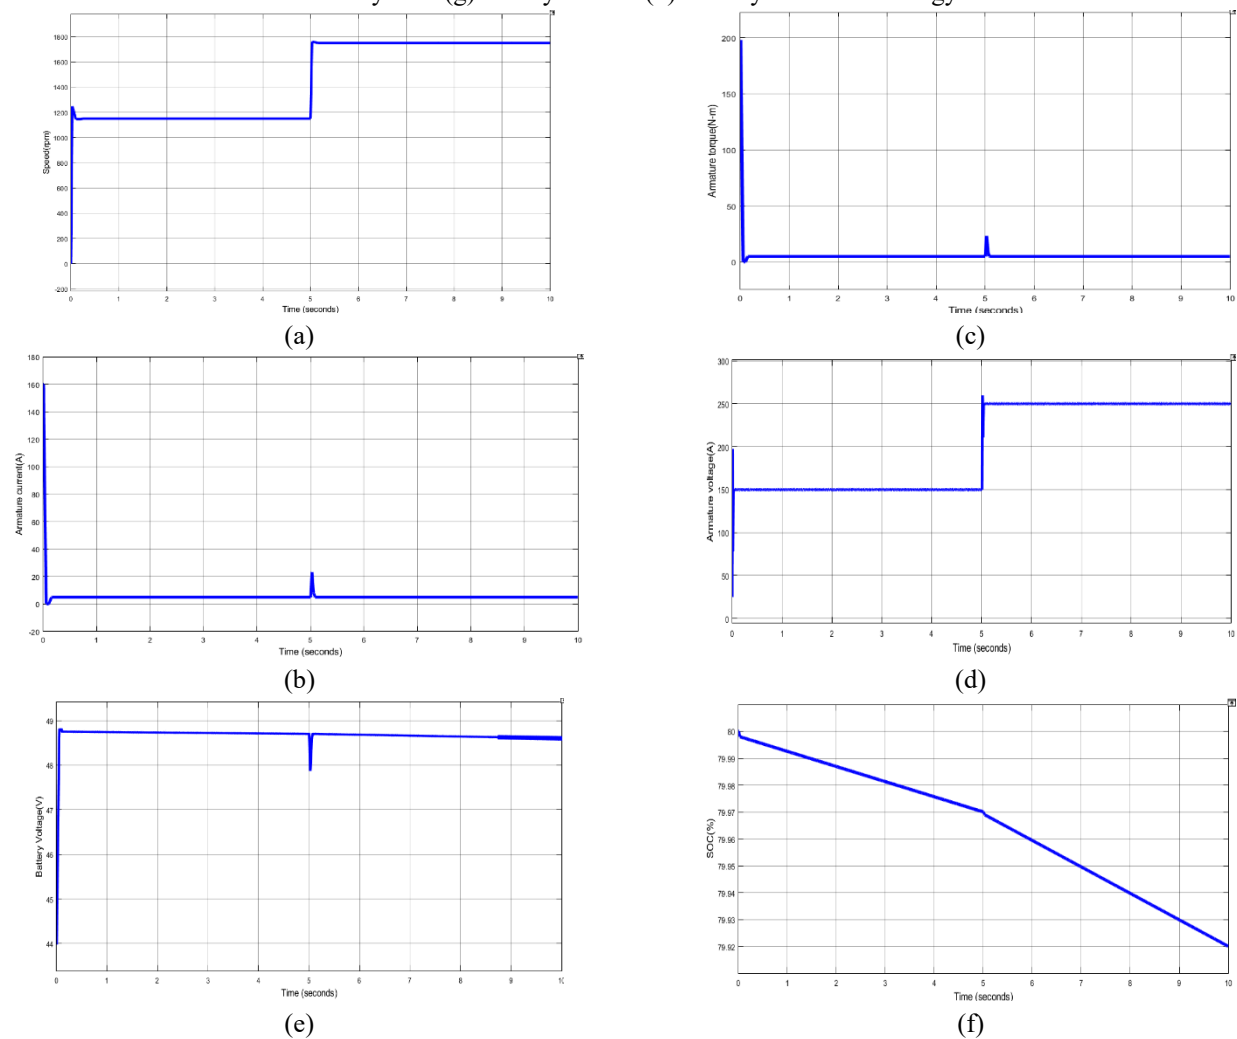 (g)
1800
1600
1400
1200
1000
800
600
400
200
0
-200
Speed(rpm)
0 1 2 3 4 5 6 7 8 9 10
Time (seconds)
(a)
200
150
100
50
0
Armature torque(N-m)
0 1 2 3 4 5 6 7 8 9 10
Time (seconds)
(c)
180
160
140
120
100
80
60
40
20
0
-20
Armature current(A)
0 1 2 3 4 5 6 7 8 9 10
Time (seconds)
(b)
300
250
200
150
100
50
0
Armature voltage(A)
0 1 2 3 4 5 6 7 8 9 10
Time (seconds)
(d)
49
48
47
46
45
44
Battery Voltage(V)
0 1 2 3 4 5 6 7 8 9
Time (seconds)
(e)
80
79.99
79.98
79.97
79.96
79.95
79.94
79.93
79.92
SOC(%)
0 1 2 3 4 5 6 7 8 9 10
Time (seconds)
(f)